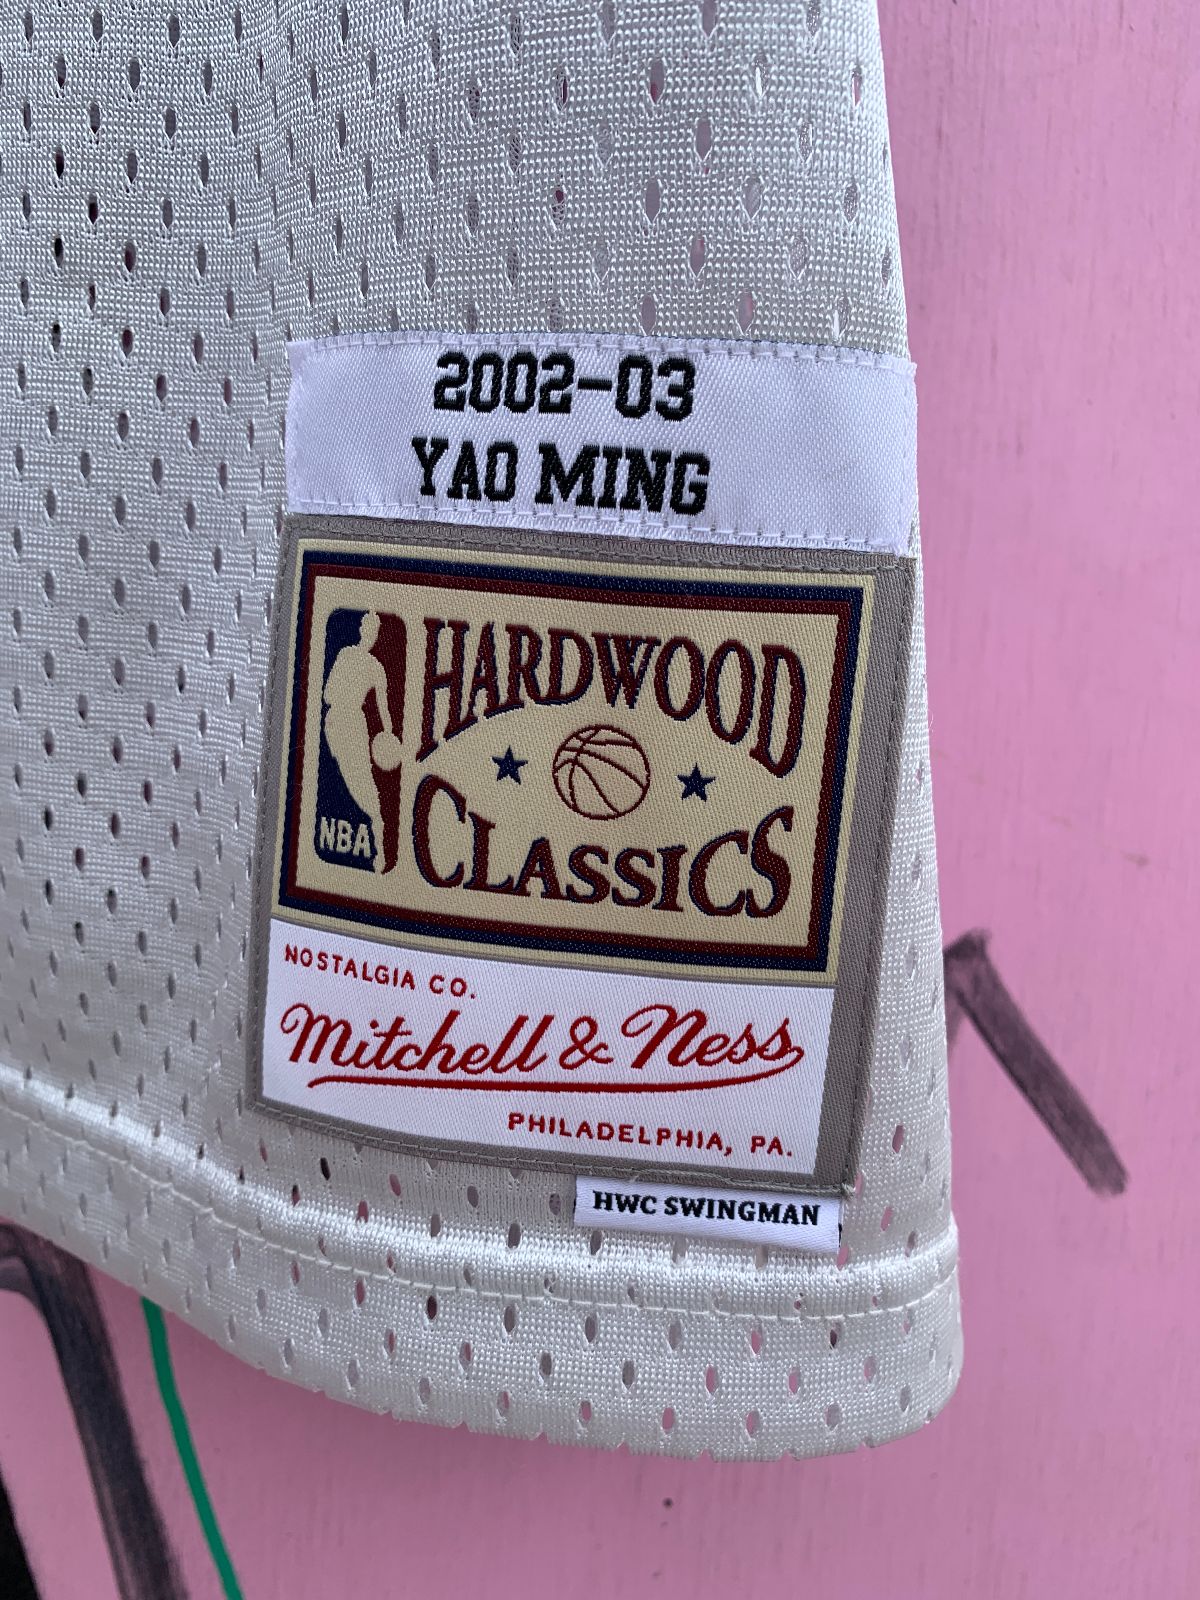 2002-03
YAO MING
HARDWOOD
CLASSICS
NBA
NOSTALGIA CO.
Mitchell & Ness
PHILADELPHIA, PA.
HWC SWINGMAN